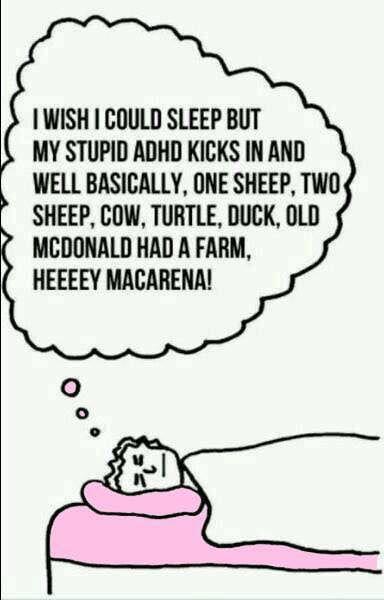 I WISH I COULD SLEEP BUT
MY STUPID ADHD KICKS IN AND
WELL BASICALLY, ONE SHEEP, TWO
SHEEP, COW, TURTLE, DUCK, OLD
MCDONALD HAD A FARM,
HEEEEY MACARENA!